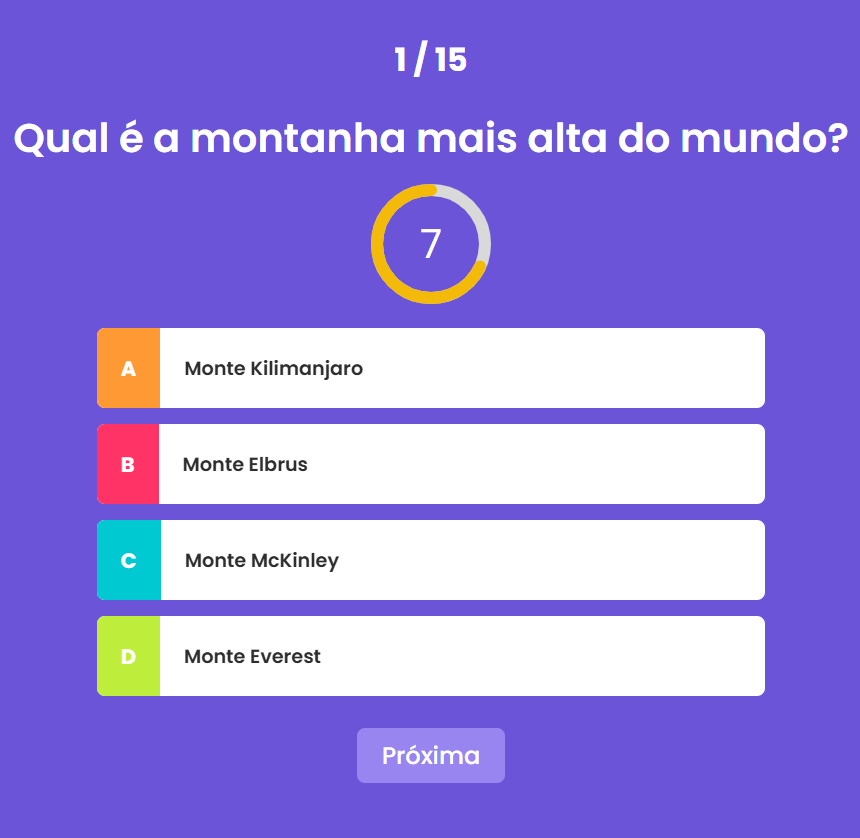 1 / 15
Qual é a montanha mais alta do mundo?
7
A Monte Kilimanjaro
B Monte Elbrus
C Monte McKinley
D Monte Everest
Próxima